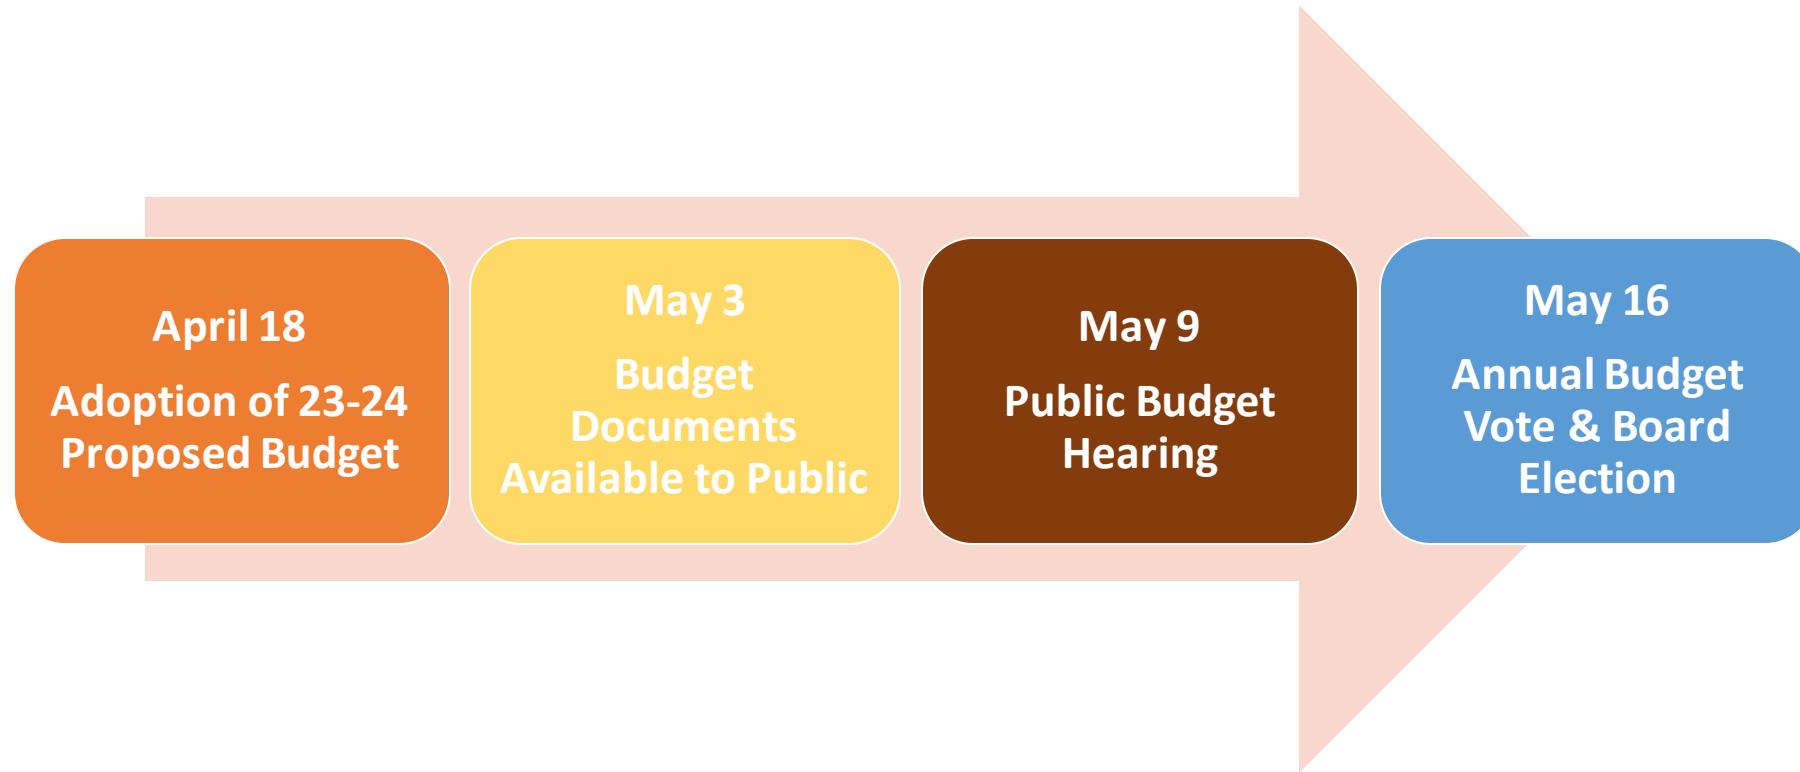 April 18
Adoption of 23-24
Proposed Budget
May 3
Budget
Documents
Available to Public
May 9
Public Budget
Hearing
May 16
Annual Budget
Vote & Board
Election